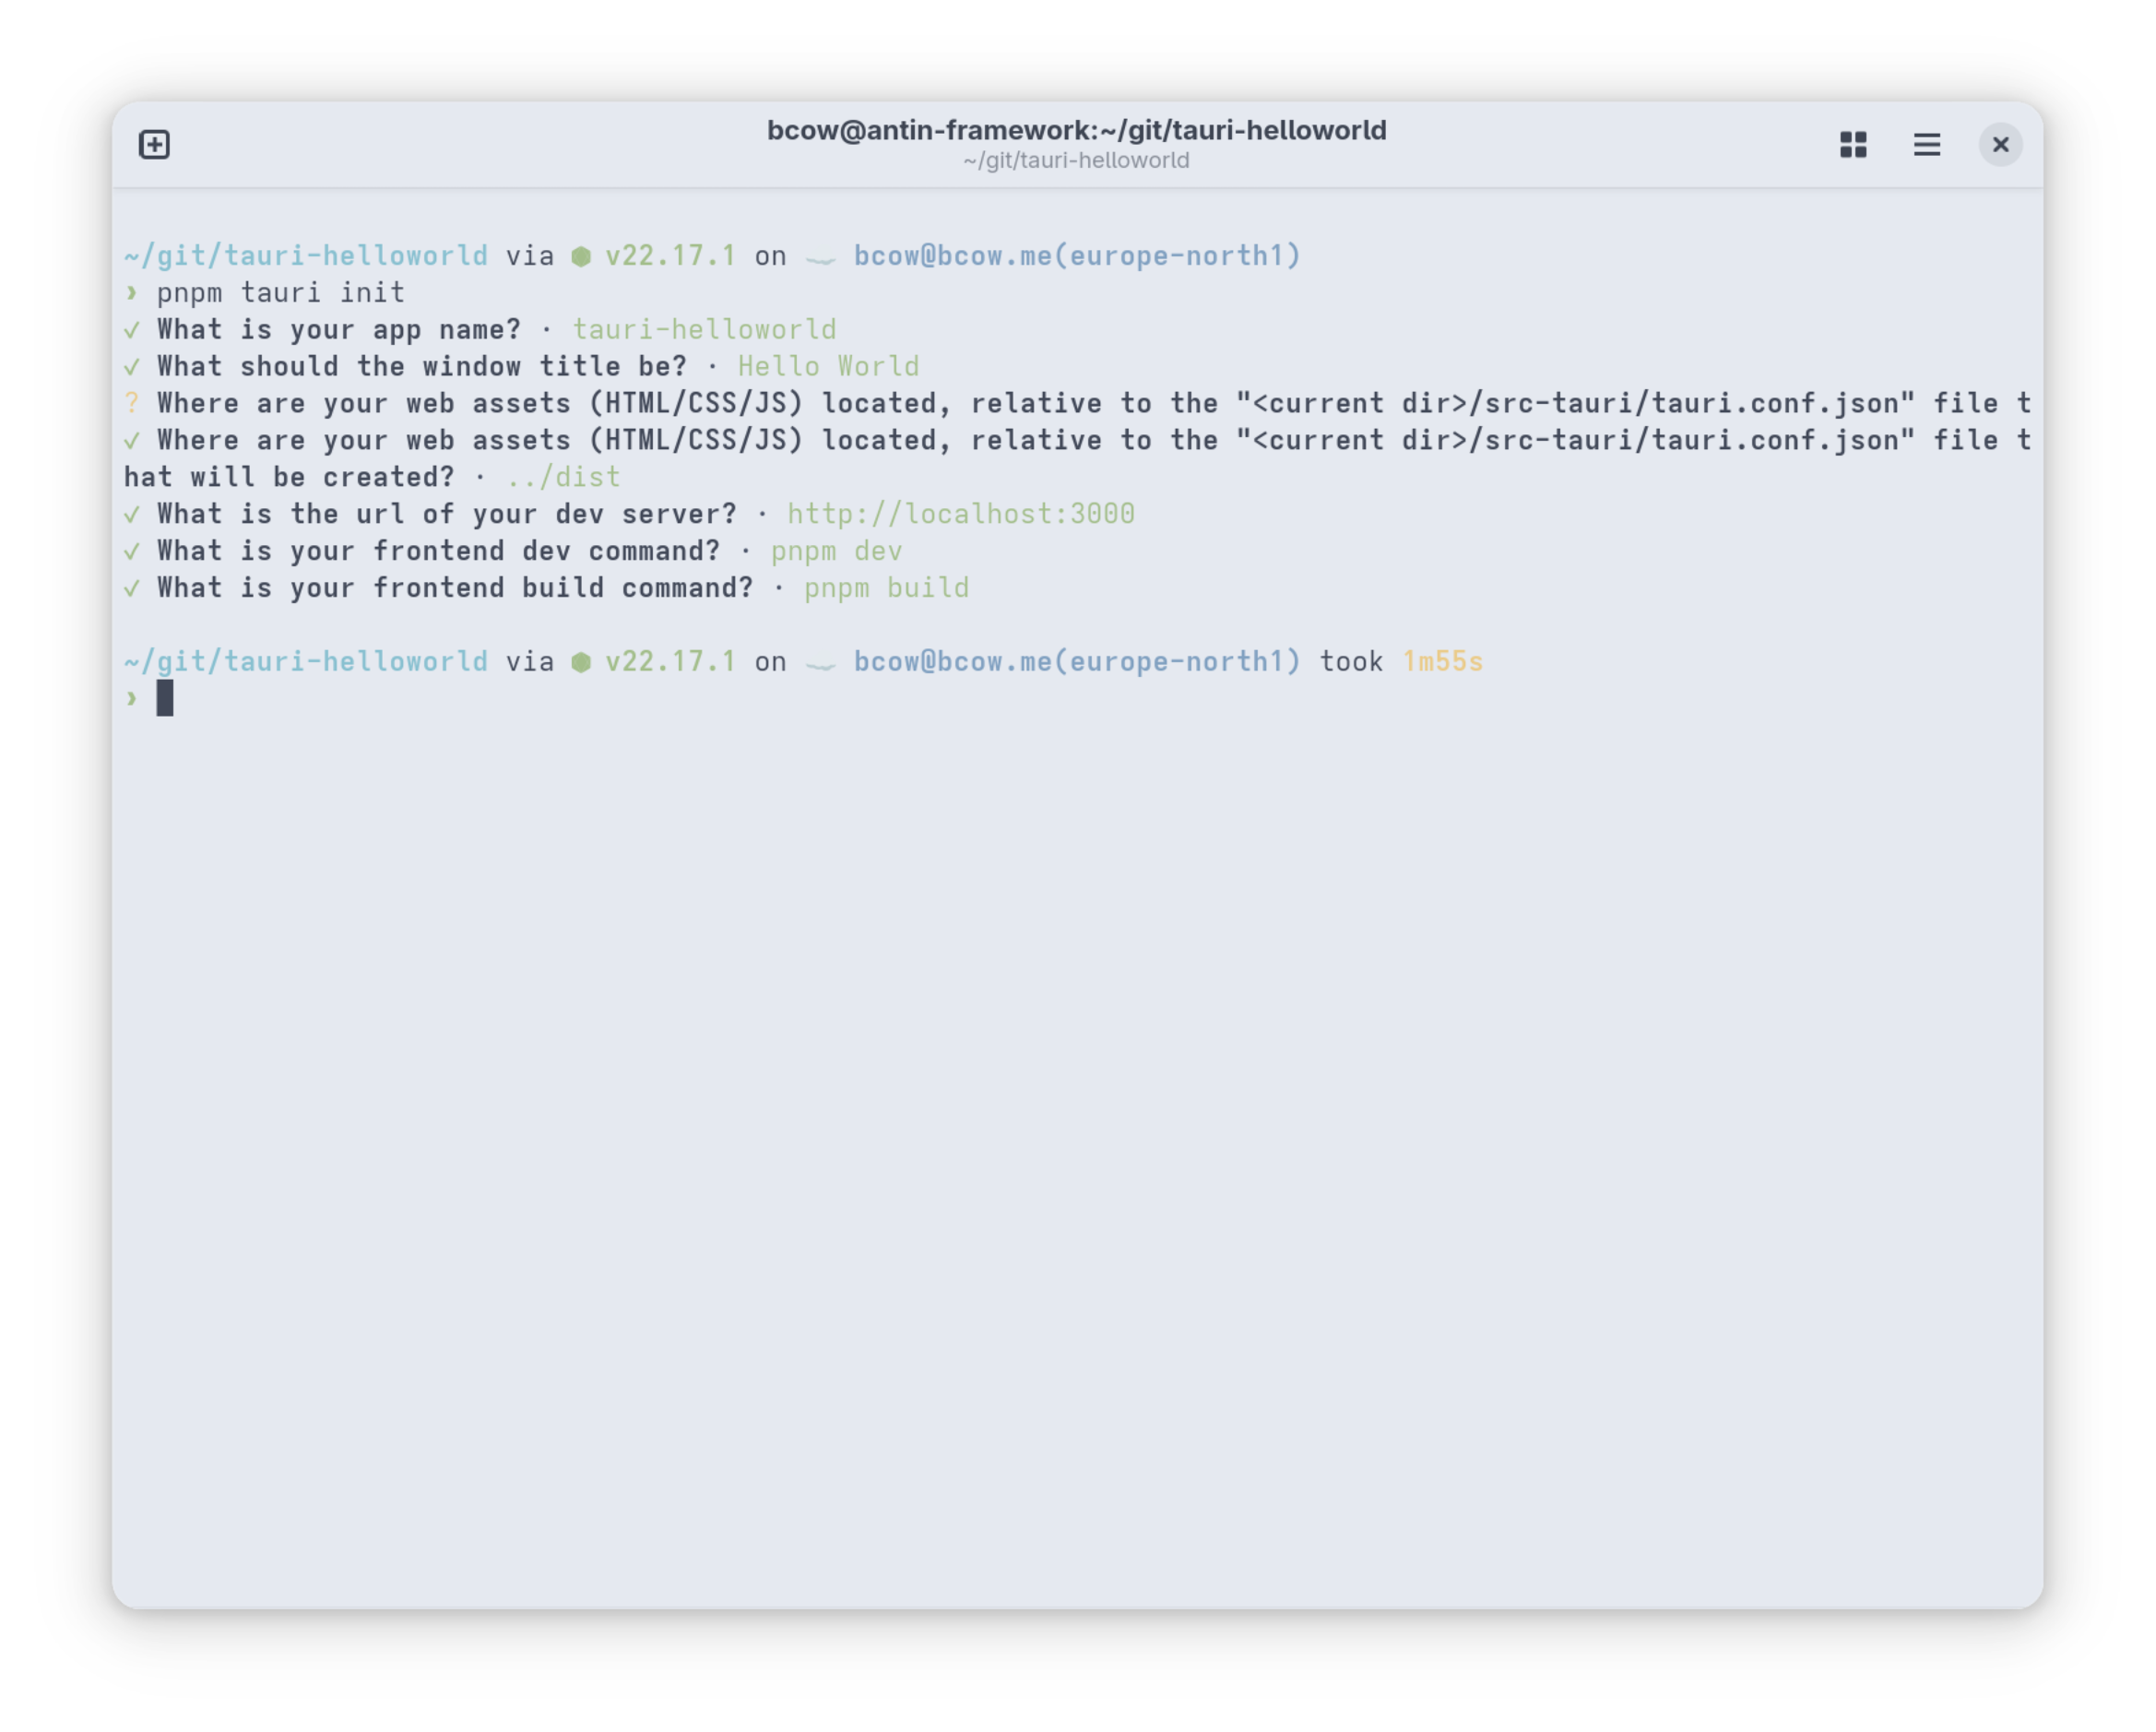 bcow@antin-framework:~/git/tauri-helloworld
~/git/tauri-helloworld
~/git/tauri-helloworld via ⬢ v22.17.1 on bcow@bcow.me(europe-north1)
› pnpm tauri init
✓ What is your app name? · tauri-helloworld
✓ What should the window title be? · Hello World
? Where are your web assets (HTML/CSS/JS) located, relative to the "<current dir>/src-tauri/tauri.conf.json" file t
✓ Where are your web assets (HTML/CSS/JS) located, relative to the "<current dir>/src-tauri/tauri.conf.json" file t
hat will be created? · ../dist
✓ What is the url of your dev server? · http://localhost:3000
✓ What is your frontend dev command? · pnpm dev
✓ What is your frontend build command? · pnpm build
~/git/tauri-helloworld via ⬢ v22.17.1 on bcow@bcow.me(europe-north1) took 1m55s
›